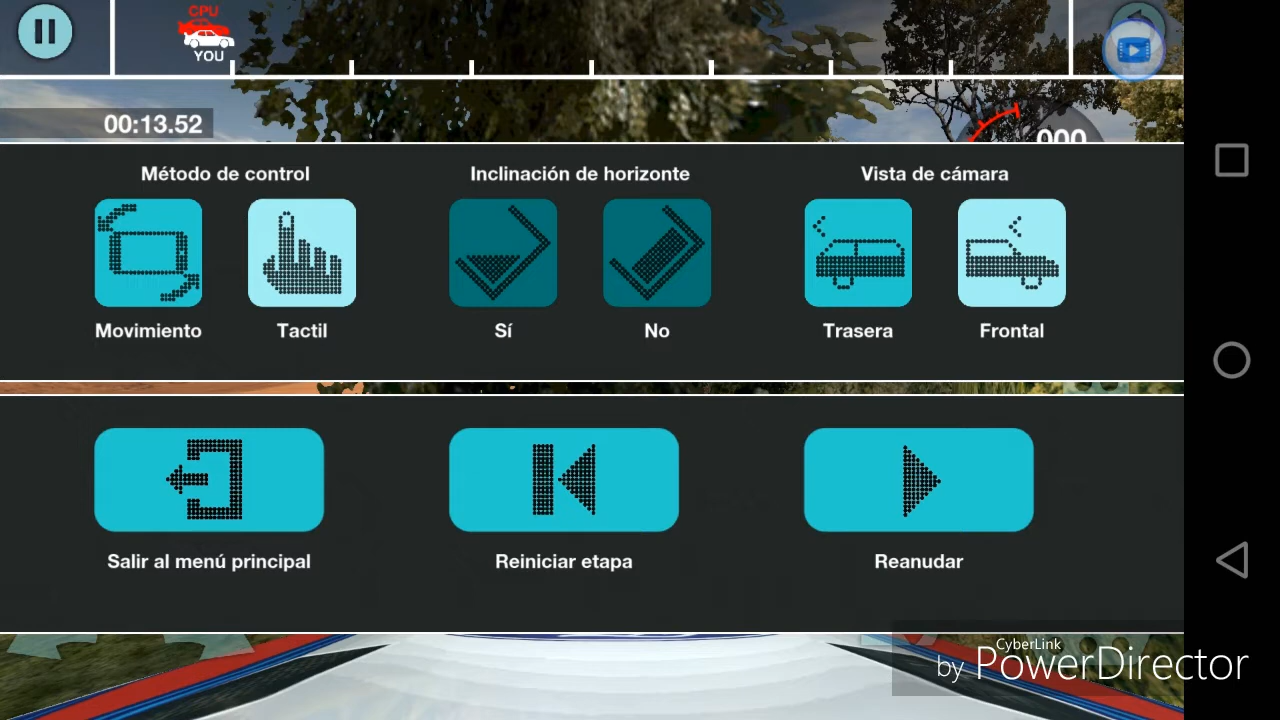 CPU
YOU
00:13.52
000
Método de control
Inclinación de horizonte
Vista de cámara
Movimiento
Tactil
Sí
No
Trasera
Frontal
Salir al menú principal
Reiniciar etapa
Reanudar
CyberLink
by PowerDirector